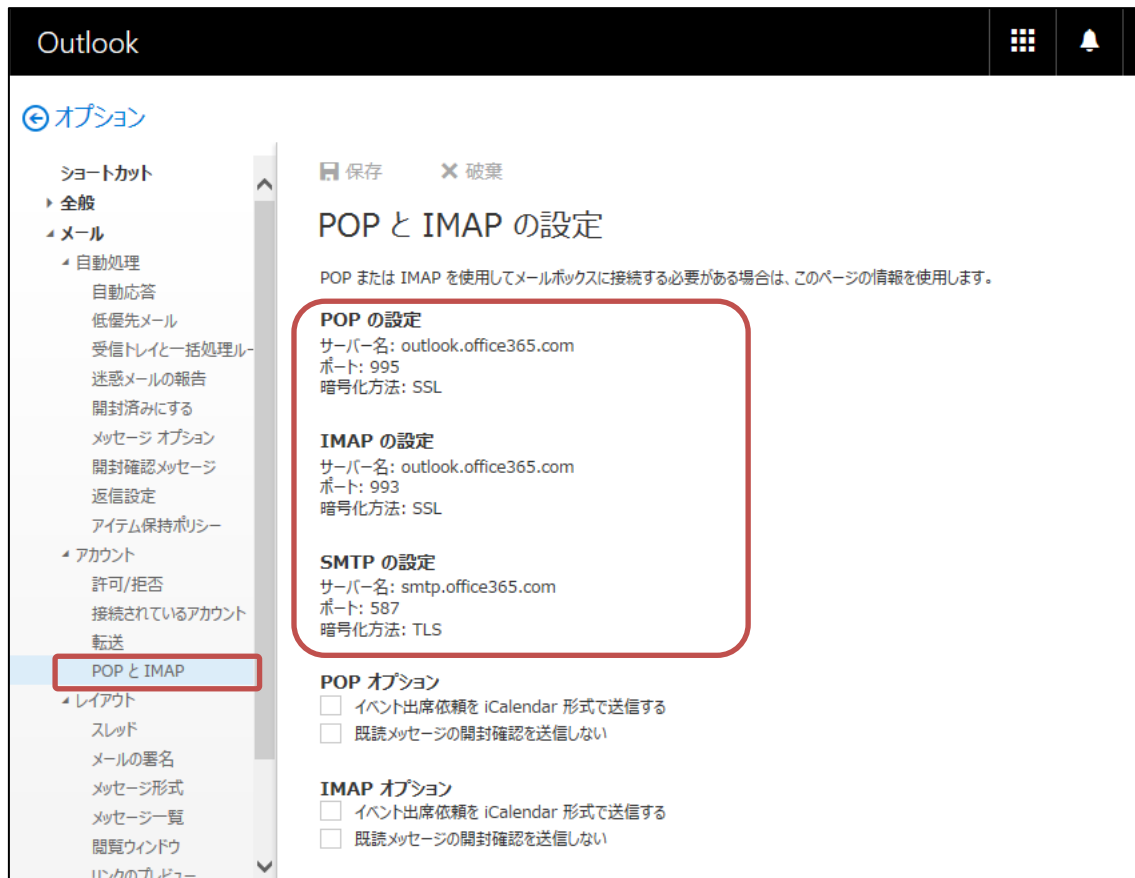 Outlook
オプション
ショートカット
全般
メール
自動処理
自動応答
低優先メール
受信トレイと一括処理ルー
迷惑メールの報告
開封済みにする
メッセージ オプション
開封確認メッセージ
返信設定
アイテム保持ポリシー
アカウント
許可/拒否
接続されているアカウント
転送
POP と IMAP
レイアウト
スレッド
メールの署名
メッセージ形式
メッセージ一覧
閲覧ウィンドウ
リンクのプレビュー
保存 破棄
POP と IMAP の設定
POP または IMAP を使用してメールボックスに接続する必要がある場合は、このページの情報を使用します。
POP の設定
サーバー名: outlook.office365.com
ポート: 995
暗号化方法: SSL
IMAP の設定
サーバー名: outlook.office365.com
ポート: 993
暗号化方法: SSL
SMTP の設定
サーバー名: smtp.office365.com
ポート: 587
暗号化方法: TLS
POP オプション
イベント出席依頼を iCalendar 形式で送信する
既読メッセージの開封確認を送信しない
IMAP オプション
イベント出席依頼を iCalendar 形式で送信する
既読メッセージの開封確認を送信しない